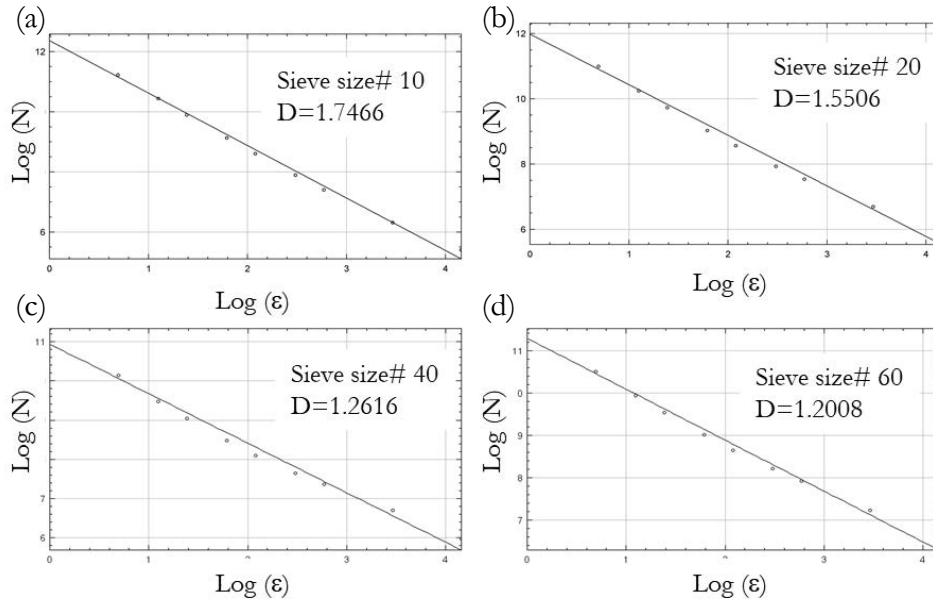 (a)
12
6
0 1 2 3 4
Log (N)
Log (ε)
Sieve size# 10
D=1.7466
(b)
12
10
8
6
0 1 2 3 4
Log (N)
Log (ε)
Sieve size# 20
D=1.5506
(c)
11
7
6
0 1 2 3 4
Log (N)
Log (ε)
Sieve size# 40
D=1.2616
(d)
11
0
9
8
7
0 1 2 3 4
Log (N)
Log (ε)
Sieve size# 60
D=1.2008